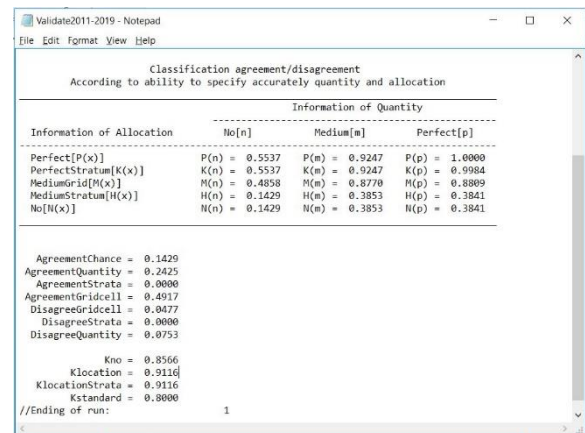 Validate2011-2019 - Notepad
File Edit Format View Help
Classification agreement/disagreement
According to ability to specify accurately quantity and allocation
Information of Quantity
Information of Allocation No[n] Medium[m] Perfect[p]
Perfect[P(x)] P(n) = 0.5537 P(m) = 0.9247 P(p) = 1.0000
PerfectStratum[K(x)] K(n) = 0.5537 K(m) = 0.9247 K(p) = 0.9984
MediumGrid[M(x)] M(n) = 0.4858 M(m) = 0.8770 M(p) = 0.8809
MediumStratum[H(x)] H(n) = 0.1429 H(m) = 0.3853 H(p) = 0.3841
No[N(x)] N(n) = 0.1429 N(m) = 0.3853 N(p) = 0.3841
AgreementChance = 0.1429
AgreementQuantity = 0.2425
AgreementStrata = 0.0000
AgreementGridcell = 0.4917
DisagreeGridcell = 0.0477
DisagreeStrata = 0.0000
DisagreeQuantity = 0.0753
Kno = 0.8566
Klocation = 0.9116
KlocationStrata = 0.9116
Kstandard = 0.8000
//Ending of run: 1